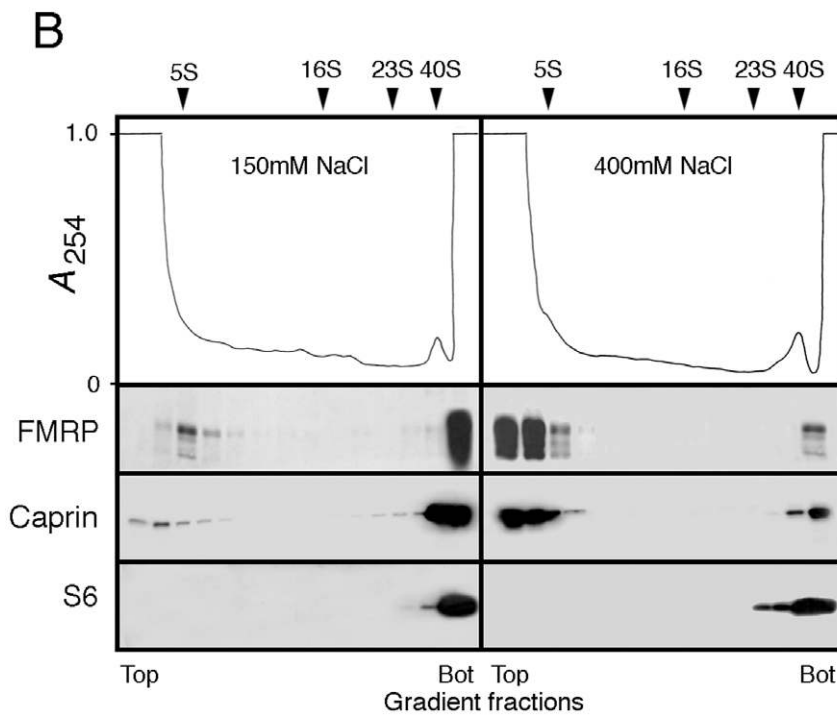 B
5S 16S 23S 40S 5S 16S 23S 40S
1.0
150mM NaCl 400mM NaCl
A254
0
FMRP
Caprin
S6
Top Bot Top Bot
Gradient fractions